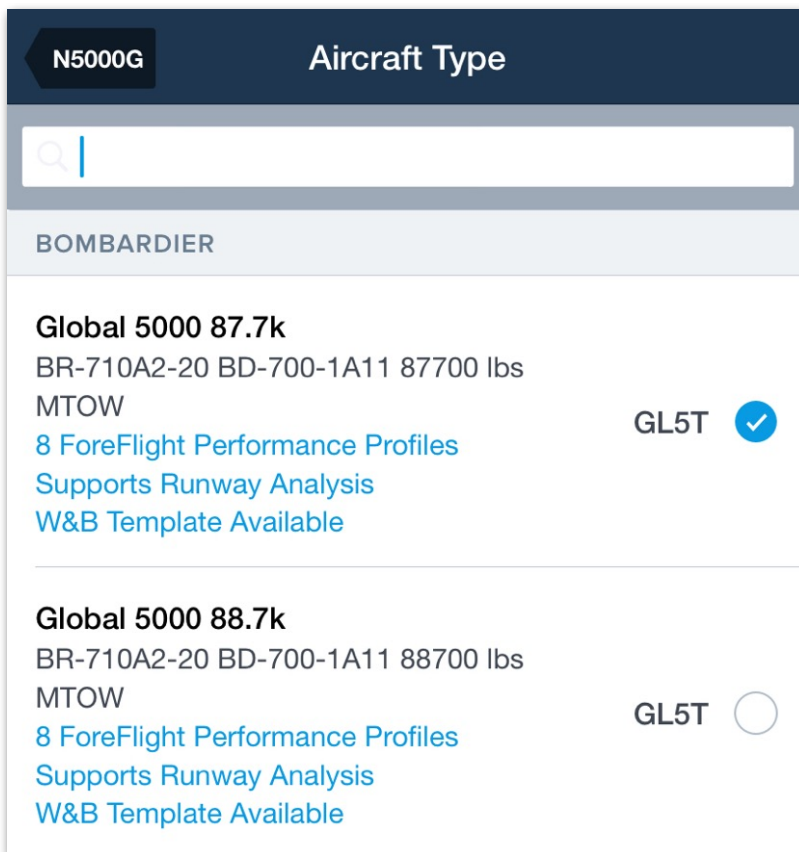 N5000G
Aircraft Type
BOMBARDIER
Global 5000 87.7k
BR-710A2-20 BD-700-1A11 87700 lbs
MTOW
8 ForeFlight Performance Profiles
Supports Runway Analysis
W&B Template Available
GL5T
Global 5000 88.7k
BR-710A2-20 BD-700-1A11 88700 lbs
MTOW
8 ForeFlight Performance Profiles
Supports Runway Analysis
W&B Template Available
GL5T